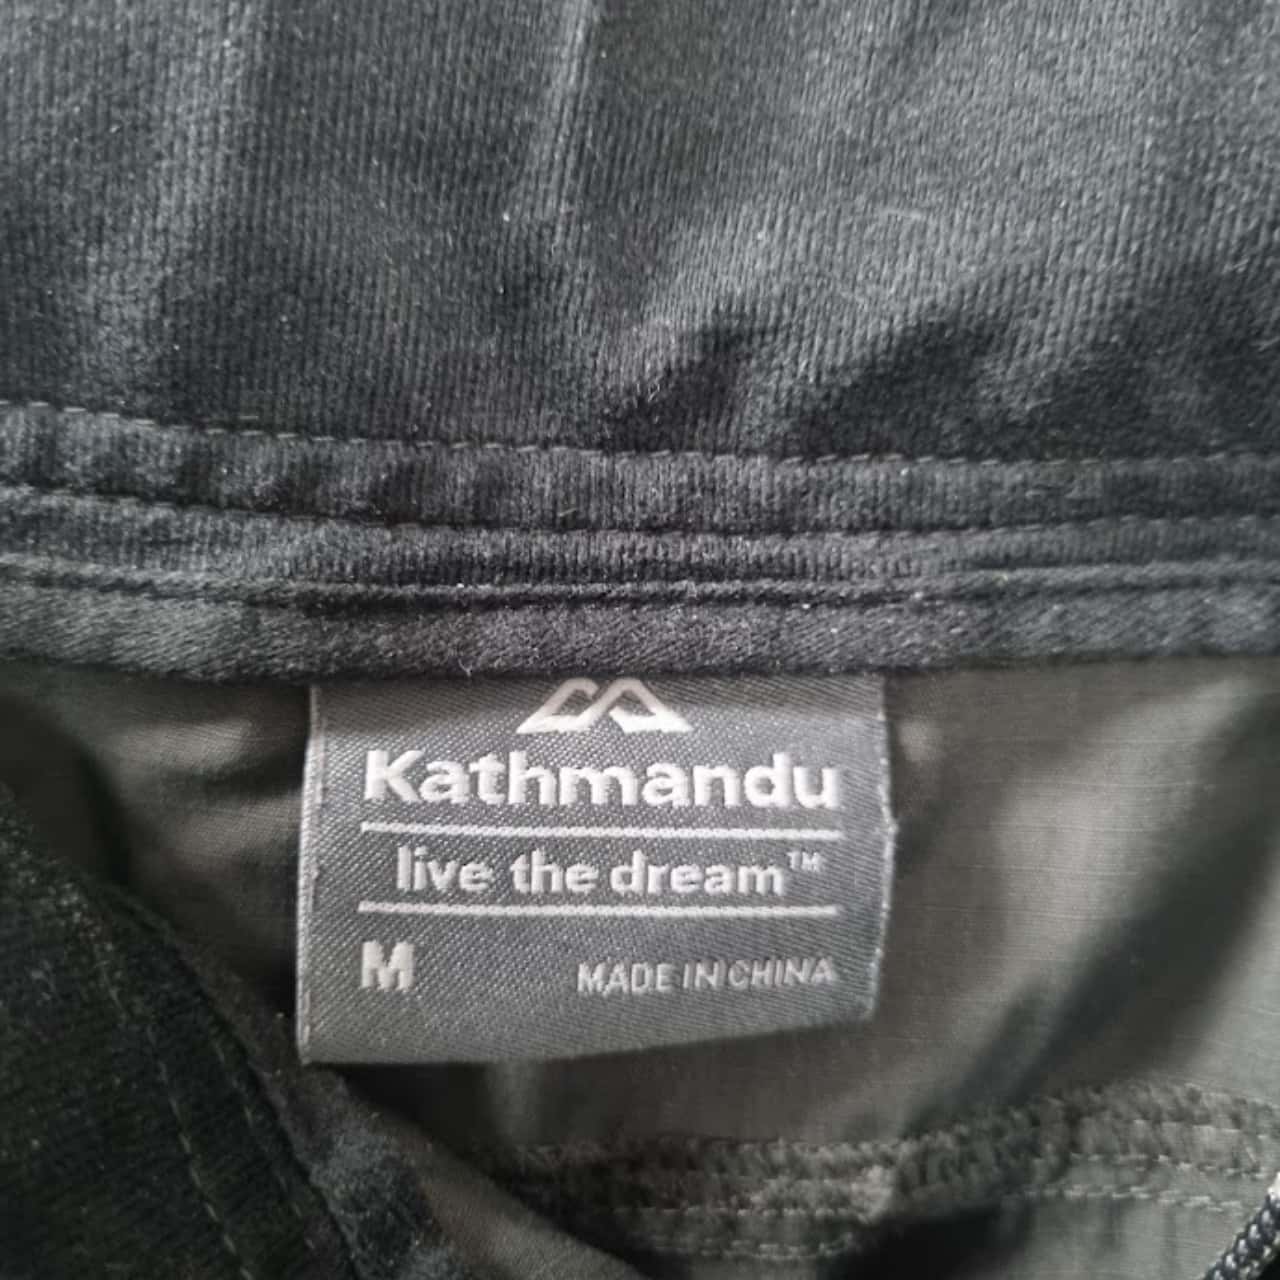 Kathmandu
live the dream™
M MADE IN CHINA